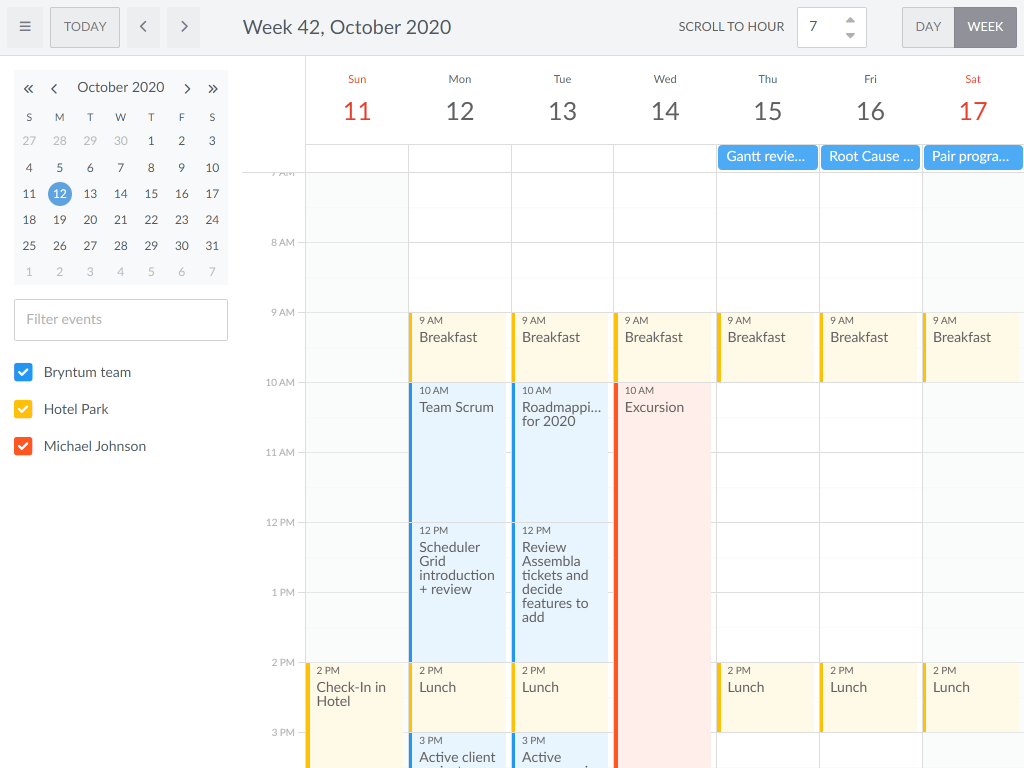 TODAY
Week 42, October 2020
SCROLL TO HOUR
7
DAY
WEEK
October 2020
S M T W T F S
27 28 29 30 1 2 3
4 5 6 7 8 9 10
11 12 13 14 15 16 17
18 19 20 21 22 23 24
25 26 27 28 29 30 31
1 2 3 4 5 6 7
Filter events
Bryntum team
Hotel Park
Michael Johnson
Sun Mon Tue Wed Thu Fri Sat
11 12 13 14 15 16 17
Gantt revie...
Root Cause ...
Pair progra...
7 AM
8 AM
9 AM
10 AM
11 AM
12 PM
1 PM
2 PM
3 PM
2 PM
Check-In in
Hotel
9 AM
Breakfast
10 AM
Team Scrum
12 PM
Scheduler
Grid
introduction
+ review
2 PM
Lunch
3 PM
Active client
9 AM
Breakfast
10 AM
Roadmappi...
for 2020
12 PM
Review
Assembla
tickets and
decide
features to
add
2 PM
Lunch
3 PM
Active
9 AM
Breakfast
10 AM
Excursion
9 AM
Breakfast
2 PM
Lunch
9 AM
Breakfast
2 PM
Lunch
9 AM
Breakfast
2 PM
Lunch